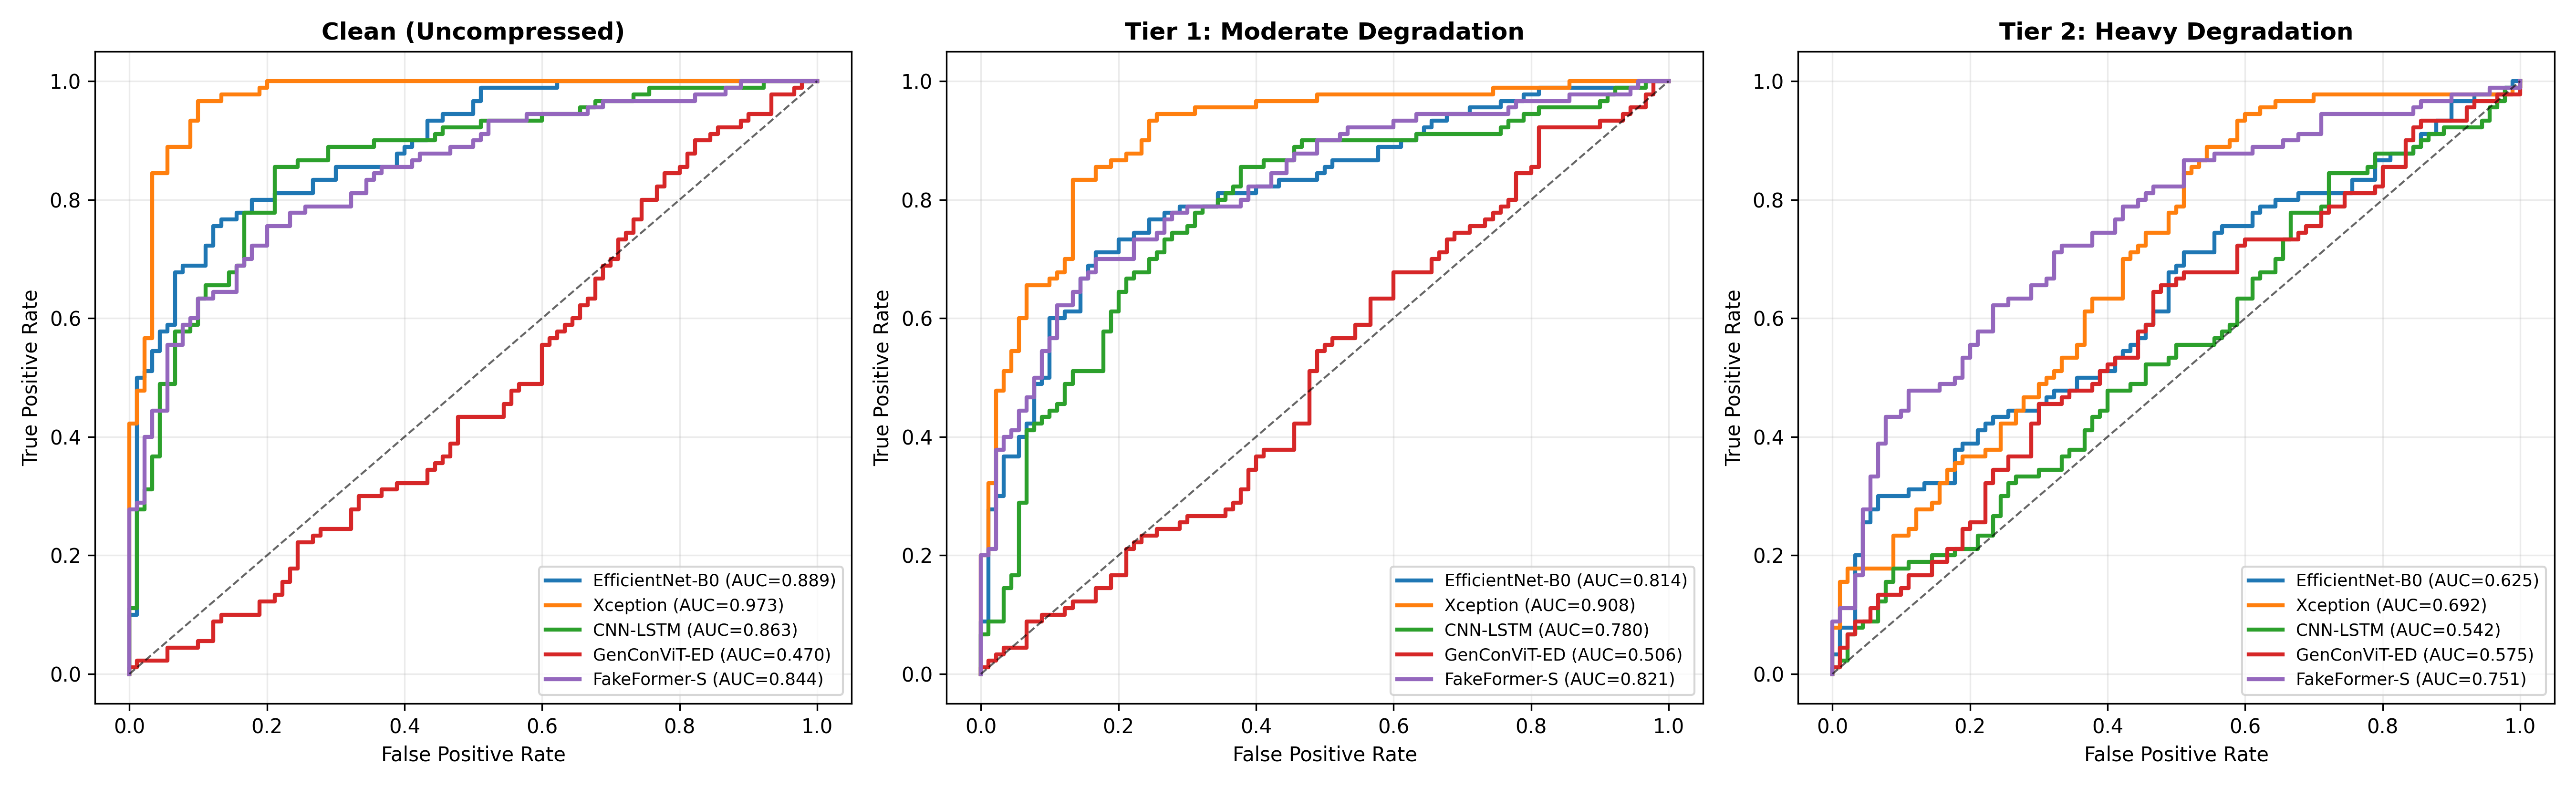 Clean (Uncompressed)
True Positive Rate
1.0
0.8
0.6
0.4
0.2
0.0
EfficientNet-B0 (AUC=0.889)
Xception (AUC=0.973)
CNN-LSTM (AUC=0.863)
GenConViT-ED (AUC=0.470)
FakeFormer-S (AUC=0.844)
0.0 0.2 0.4 0.6 0.8 1.0
False Positive Rate
Tier 1: Moderate Degradation
True Positive Rate
1.0
0.8
0.6
0.4
0.2
0.0
EfficientNet-B0 (AUC=0.814)
Xception (AUC=0.908)
CNN-LSTM (AUC=0.780)
GenConViT-ED (AUC=0.506)
FakeFormer-S (AUC=0.821)
0.0 0.2 0.4 0.6 0.8 1.0
False Positive Rate
Tier 2: Heavy Degradation
True Positive Rate
1.0
0.8
0.6
0.4
0.2
0.0
EfficientNet-B0 (AUC=0.625)
Xception (AUC=0.692)
CNN-LSTM (AUC=0.542)
GenConViT-ED (AUC=0.575)
FakeFormer-S (AUC=0.751)
0.0 0.2 0.4 0.6 0.8 1.0
False Positive Rate